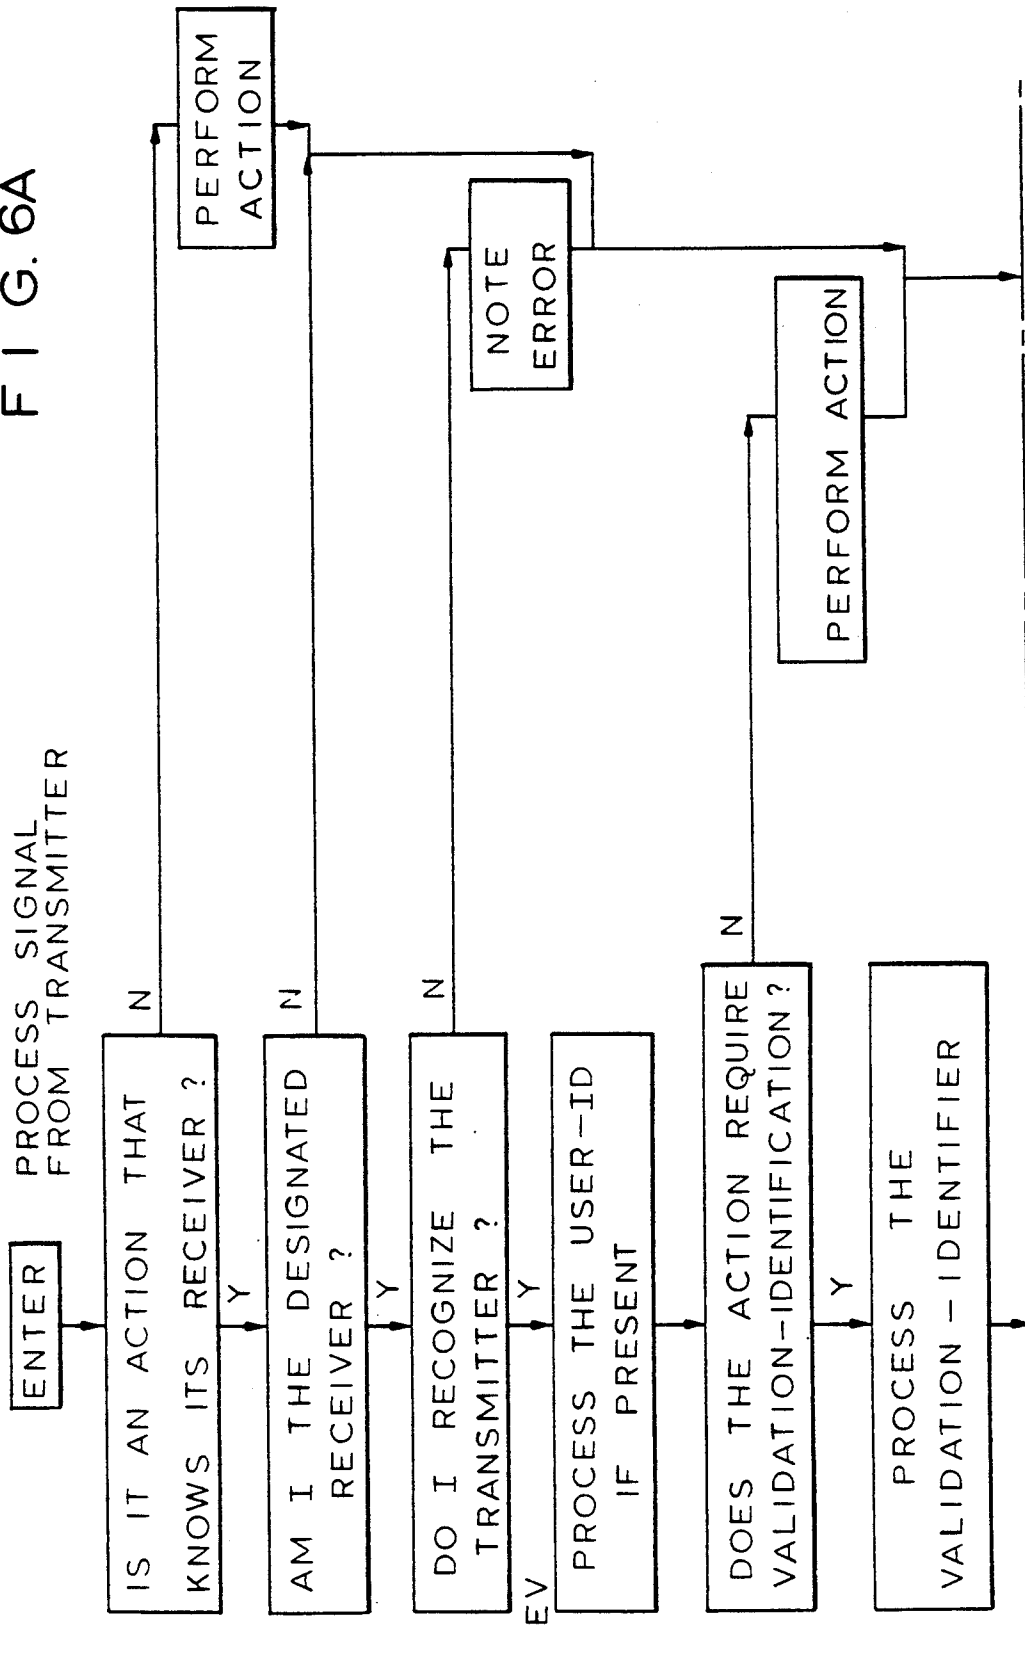 FIG. 6A
PROCESS SIGNAL
FROM TRANSMITTER
ENTER
IS IT AN ACTION THAT
KNOWS ITS RECEIVER ?
N
PERFORM
ACTION
Y
AM I THE DESIGNATED
RECEIVER ?
N
Y
DO I RECOGNIZE THE
TRANSMITTER ?
N
NOTE
ERROR
Y
EV
PROCESS THE USER-ID
IF PRESENT
DOES THE ACTION REQUIRE
VALIDATION-IDENTIFICATION ?
N
PERFORM ACTION
Y
PROCESS THE
VALIDATION-IDENTIFIER